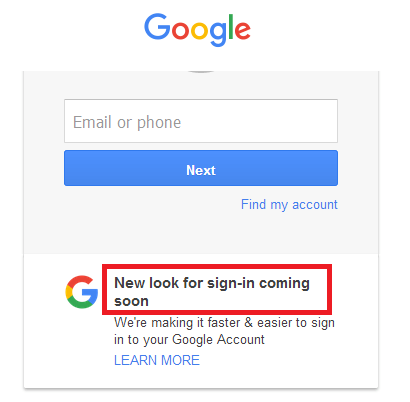 Google
Email or phone
Next
Find my account
G
New look for sign-in coming
soon
We're making it faster & easier to sign
in to your Google Account
LEARN MORE